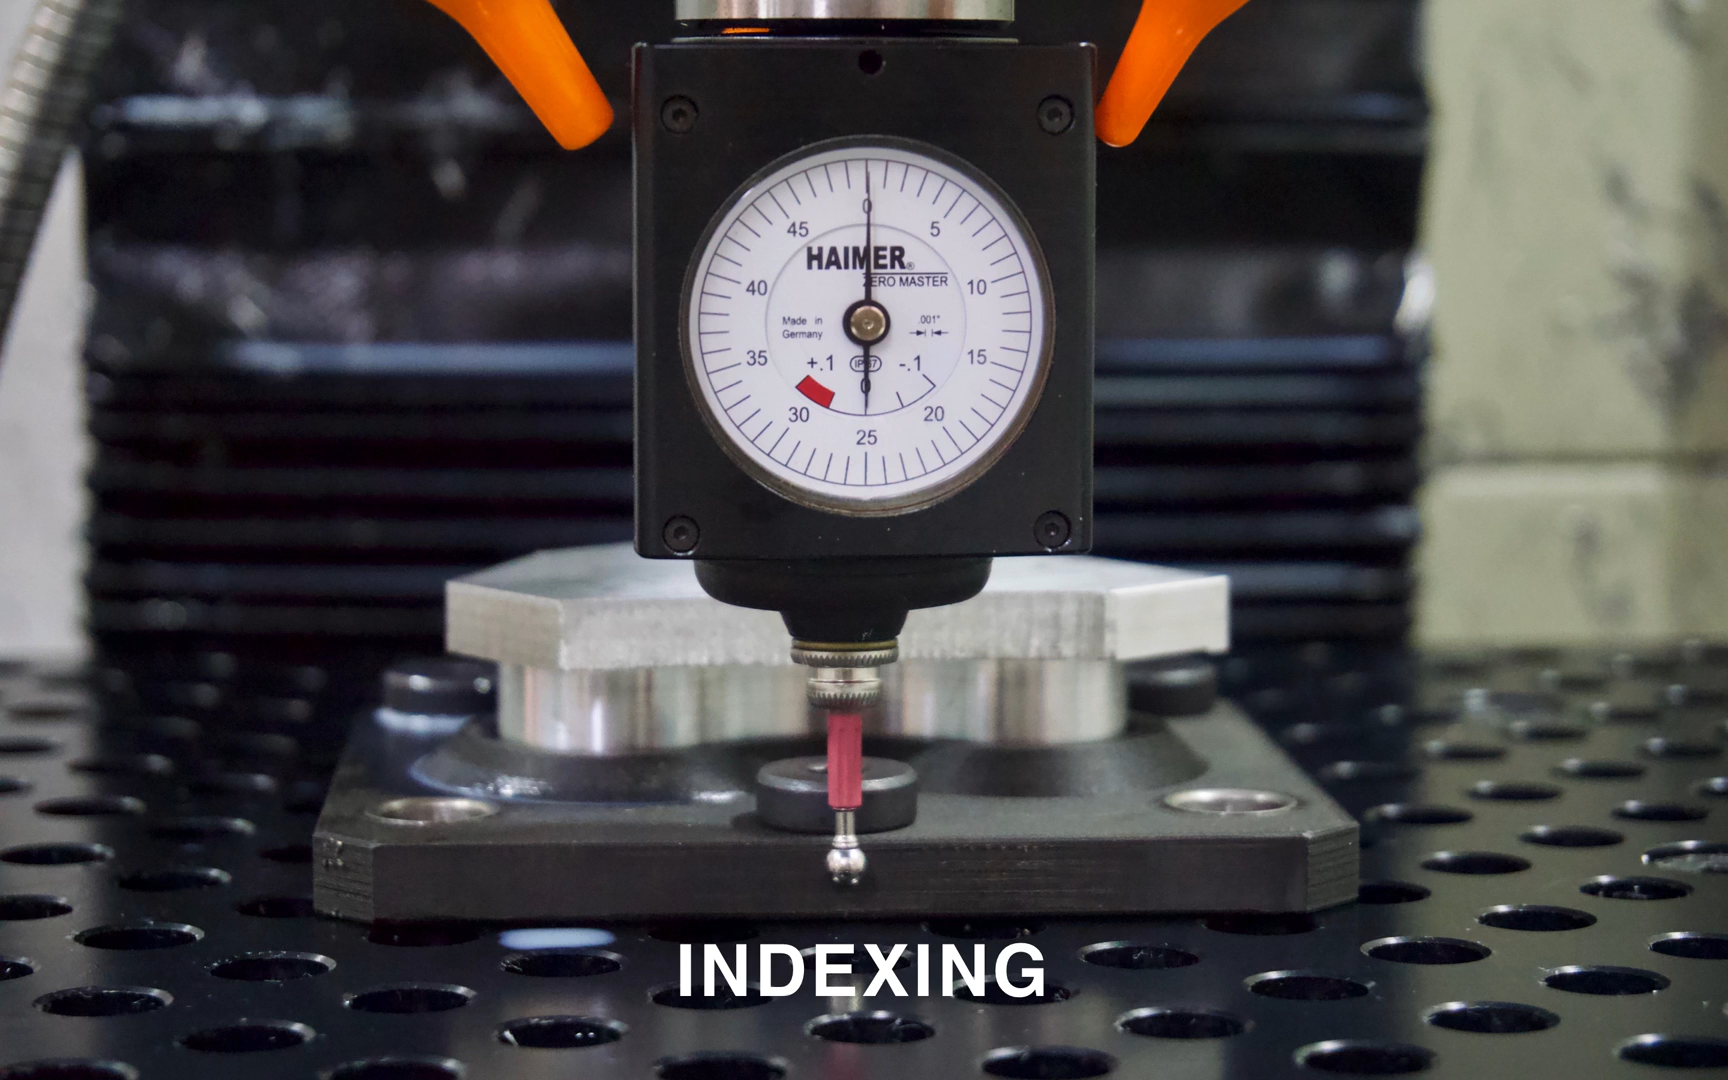 0
45 5
HAIMER®
ZERO MASTER
40 10
Made in .001"
Germany
35 +.1 IP67 -.1 15
0
30 20
25
INDEXING